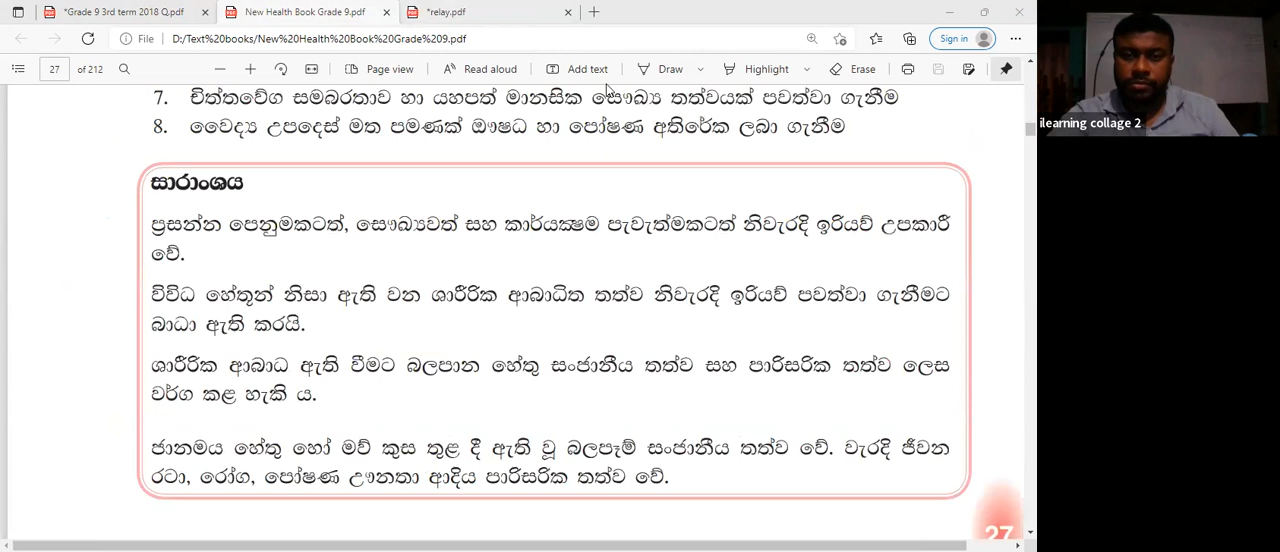 *Grade 9 3rd term 2018 Q.pdf
New Health Book Grade 9.pdf
*relay.pdf
File
D:/Text%20books/New%20Health%20Book%20Grade%209.pdf
Sign in
27 of 212
Page view
Read aloud
Add text
Draw
Highlight
Erase
7. චිත්තවේග සමබරතාව හා යහපත් මානසික සෞඛ්‍ය තත්වයක් පවත්වා ගැනීම
8. වෛද්‍ය උපදෙස් මත පමණක් ඖෂධ හා පෝෂණ අතිරේක ලබා ගැනීම
සාරාංශය
ප්‍රසන්න පෙනුමකටත්, සෞඛ්‍යවත් සහ කාර්යක්‍ෂම පැවැත්මකටත් නිවැරදි ඉරියව් උපකාරී
වේ.
විවිධ හේතූන් නිසා ඇති වන ශාරීරික ආබාධිත තත්ව නිවැරදි ඉරියව් පවත්වා ගැනීමට
බාධා ඇති කරයි.
ශාරීරික ආබාධ ඇති වීමට බලපාන හේතු සංජානීය තත්ව සහ පාරිසරික තත්ව ලෙස
වර්ග කළ හැකි ය.
ජානමය හේතු හෝ මව් කුස තුළ දී ඇති වූ බලපෑම් සංජානීය තත්ව වේ. වැරදි ජීවන
රටා, රෝග, පෝෂණ ඌනතා ආදිය පාරිසරික තත්ව වේ.
27
ilearning collage 2